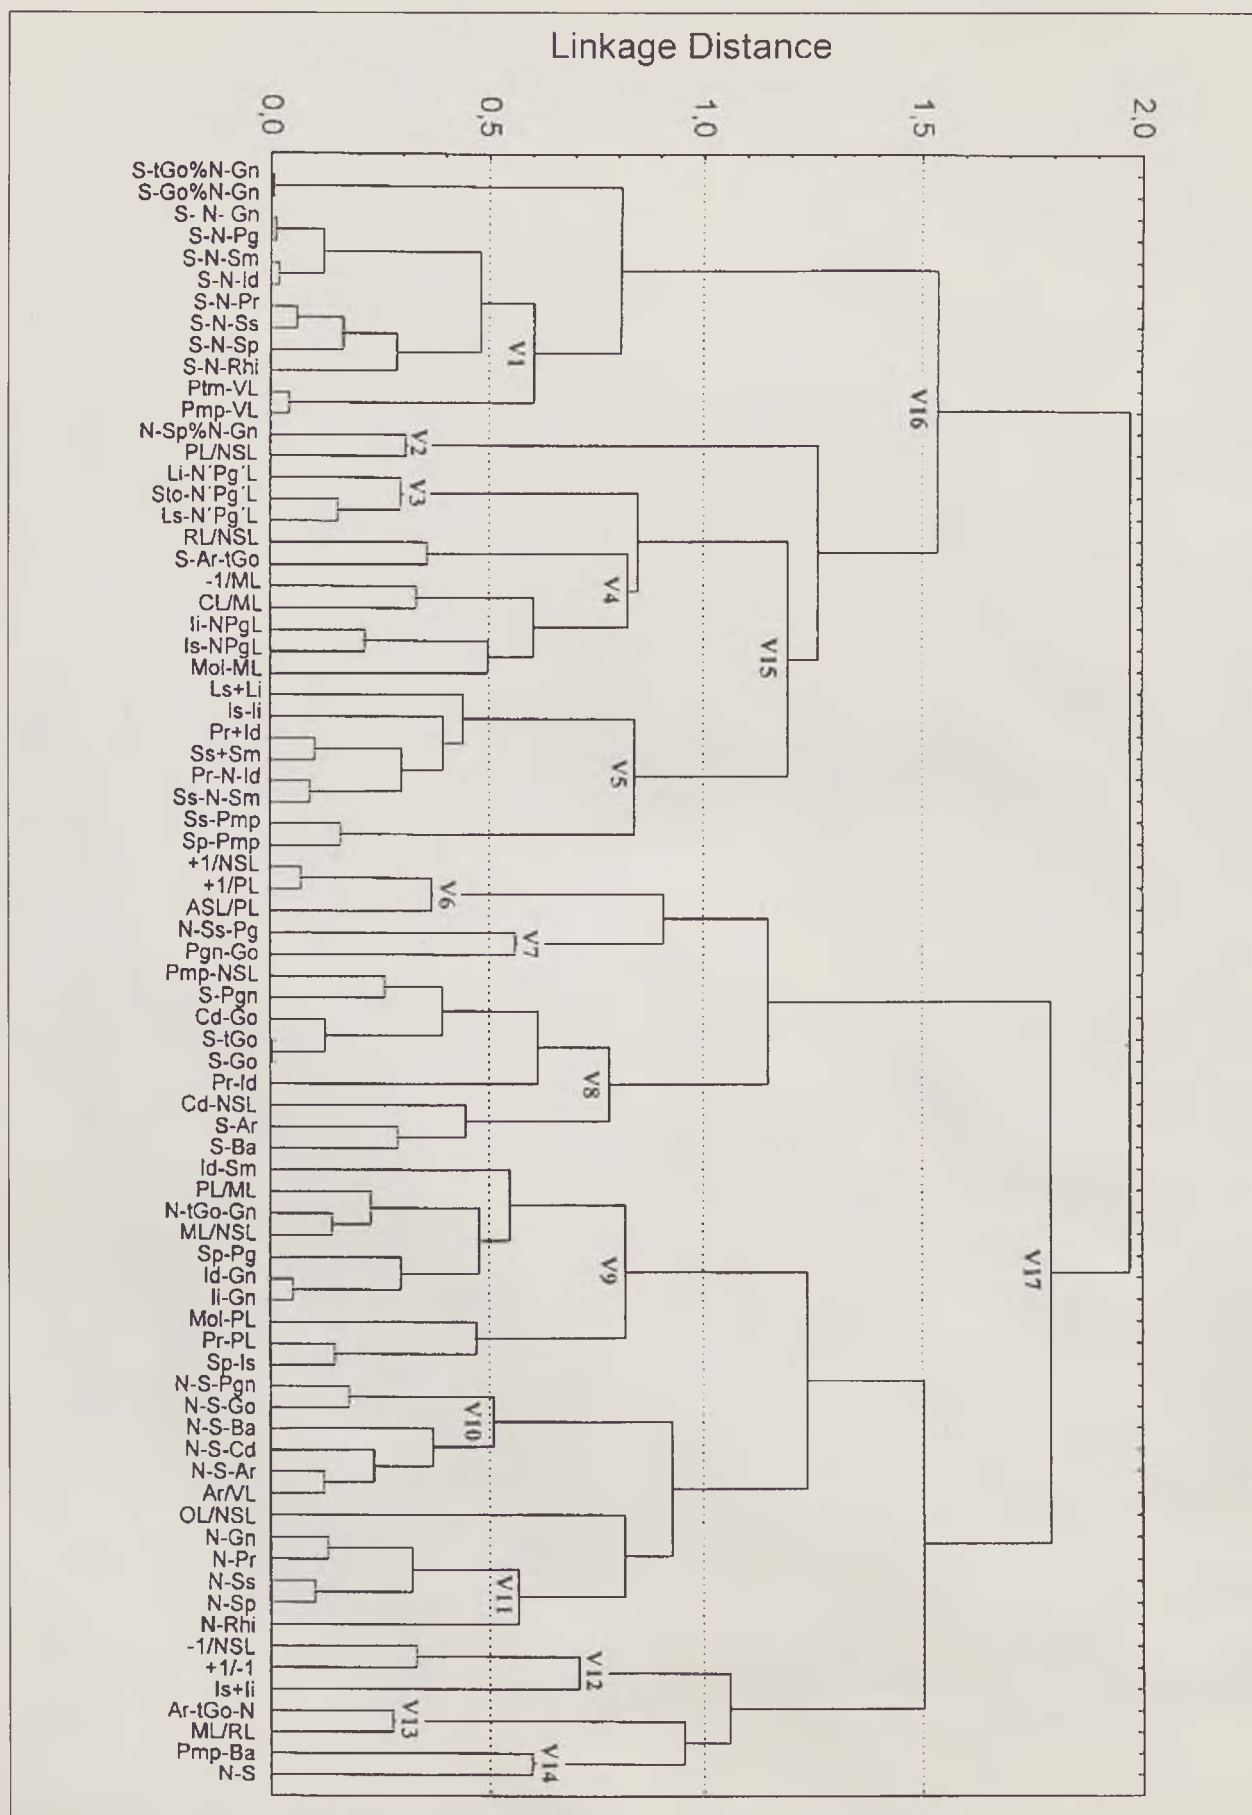 Linkage Distance
0,0
0,5
1,0
1,5
2,0
S-tGo%N-Gn
S-Go%N-Gn
S- N- Gn
S-N-Pg
S-N-Sm
S-N-Id
S-N-Pr
S-N-Ss
S-N-Sp
S-N-Rhi
Ptm-VL
Pmp-VL
N-Sp%N-Gn
PL/NSL
Li-N'Pg'L
Sto-N'Pg'L
Ls-N'Pg'L
RL/NSL
S-Ar-tGo
-1/ML
CL/ML
Ii-NPgL
Is-NPgL
Mol-ML
Ls+Li
Is-Ii
Pr+Id
Ss+Sm
Pr-N-Id
Ss-N-Sm
Ss-Pmp
Sp-Pmp
+1/NSL
+1/PL
ASL/PL
N-Ss-Pg
Pgn-Go
Pmp-NSL
S-Pgn
Cd-Go
S-tGo
S-Go
Pr-Id
Cd-NSL
S-Ar
S-Ba
Id-Sm
PL/ML
N-tGo-Gn
ML/NSL
Sp-Pg
Id-Gn
Ii-Gn
Mol-PL
Pr-PL
Sp-Is
N-S-Pgn
N-S-Go
N-S-Ba
N-S-Cd
N-S-Ar
Ar/VL
OL/NSL
N-Gn
N-Pr
N-Ss
N-Sp
N-Rhi
-1/NSL
+1/-1
Is+Ii
Ar-tGo-N
ML/RL
Pmp-Ba
N-S
V1
V2
V3
V4
V5
V6
V7
V8
V9
V10
V11
V12
V13
V14
V15
V16
V17